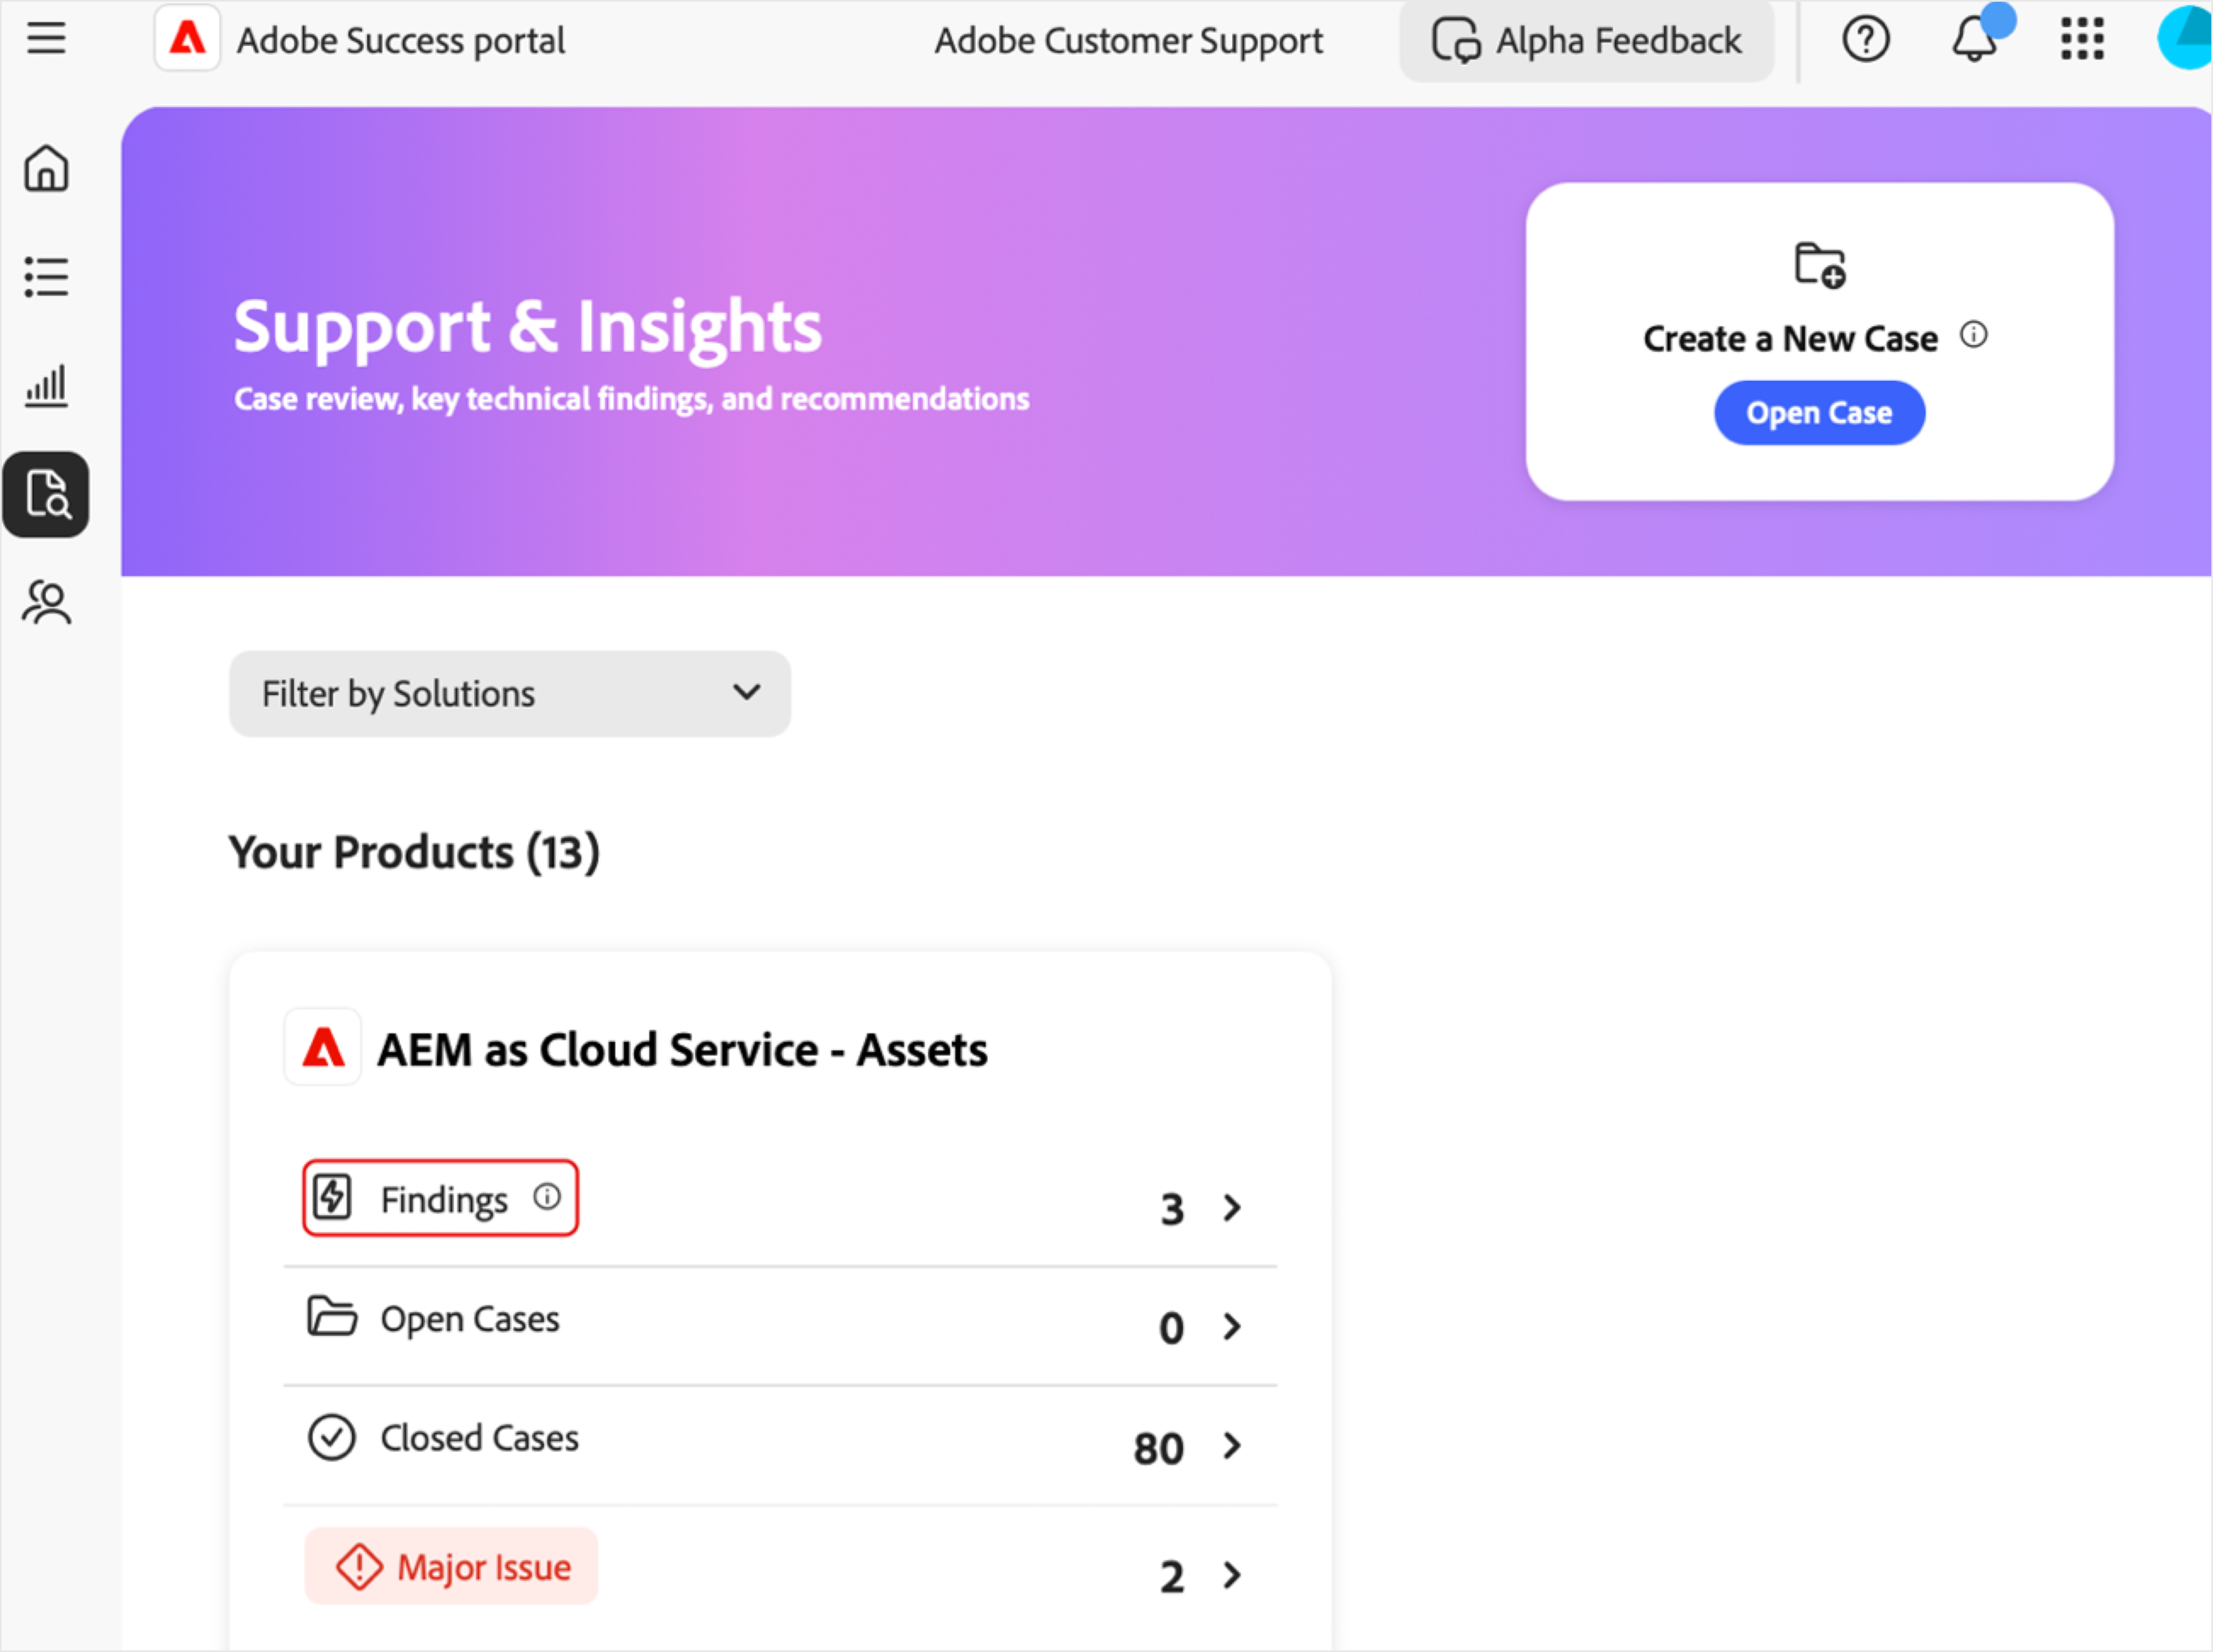 Adobe Success portal
Adobe Customer Support
Alpha Feedback
Support & Insights
Case review, key technical findings, and recommendations
Create a New Case
Open Case
Filter by Solutions
Your Products (13)
AEM as Cloud Service - Assets
Findings 3
Open Cases 0
Closed Cases 80
Major Issue 2